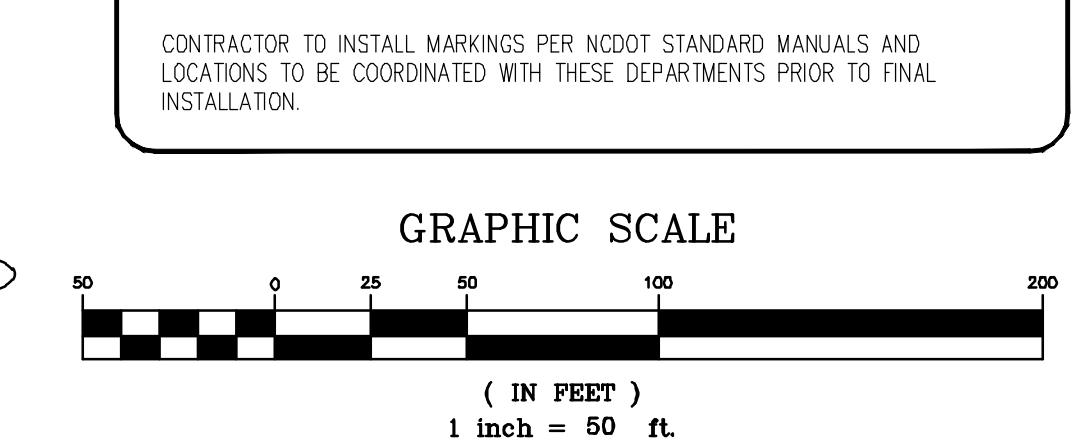 CONTRACTOR TO INSTALL MARKINGS PER NCDOT STANDARD MANUALS AND
LOCATIONS TO BE COORDINATED WITH THESE DEPARTMENTS PRIOR TO FINAL
INSTALLATION.
GRAPHIC SCALE
50 0 25 50 100 200
( IN FEET )
1 inch = 50 ft.